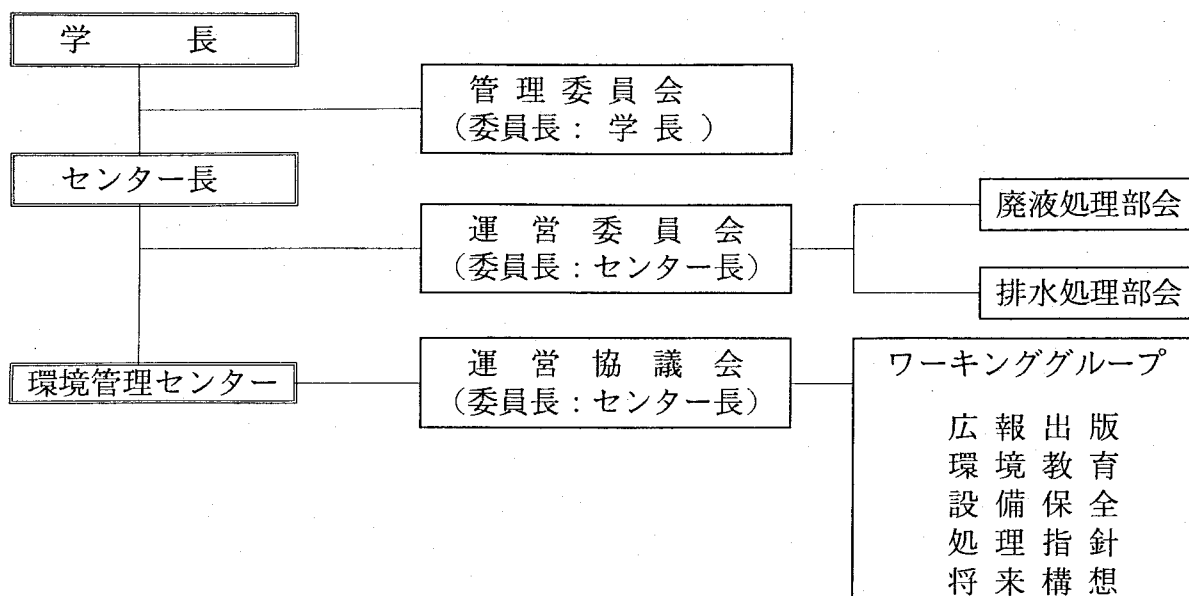 学長
管理委員会
(委員長：学長)
センター長
運営委員会
(委員長：センター長)
廃液処理部会
排水処理部会
環境管理センター
運営協議会
(委員長：センター長)
ワーキンググループ
広報出版
環境教育
設備保全
処理指針
将来構想